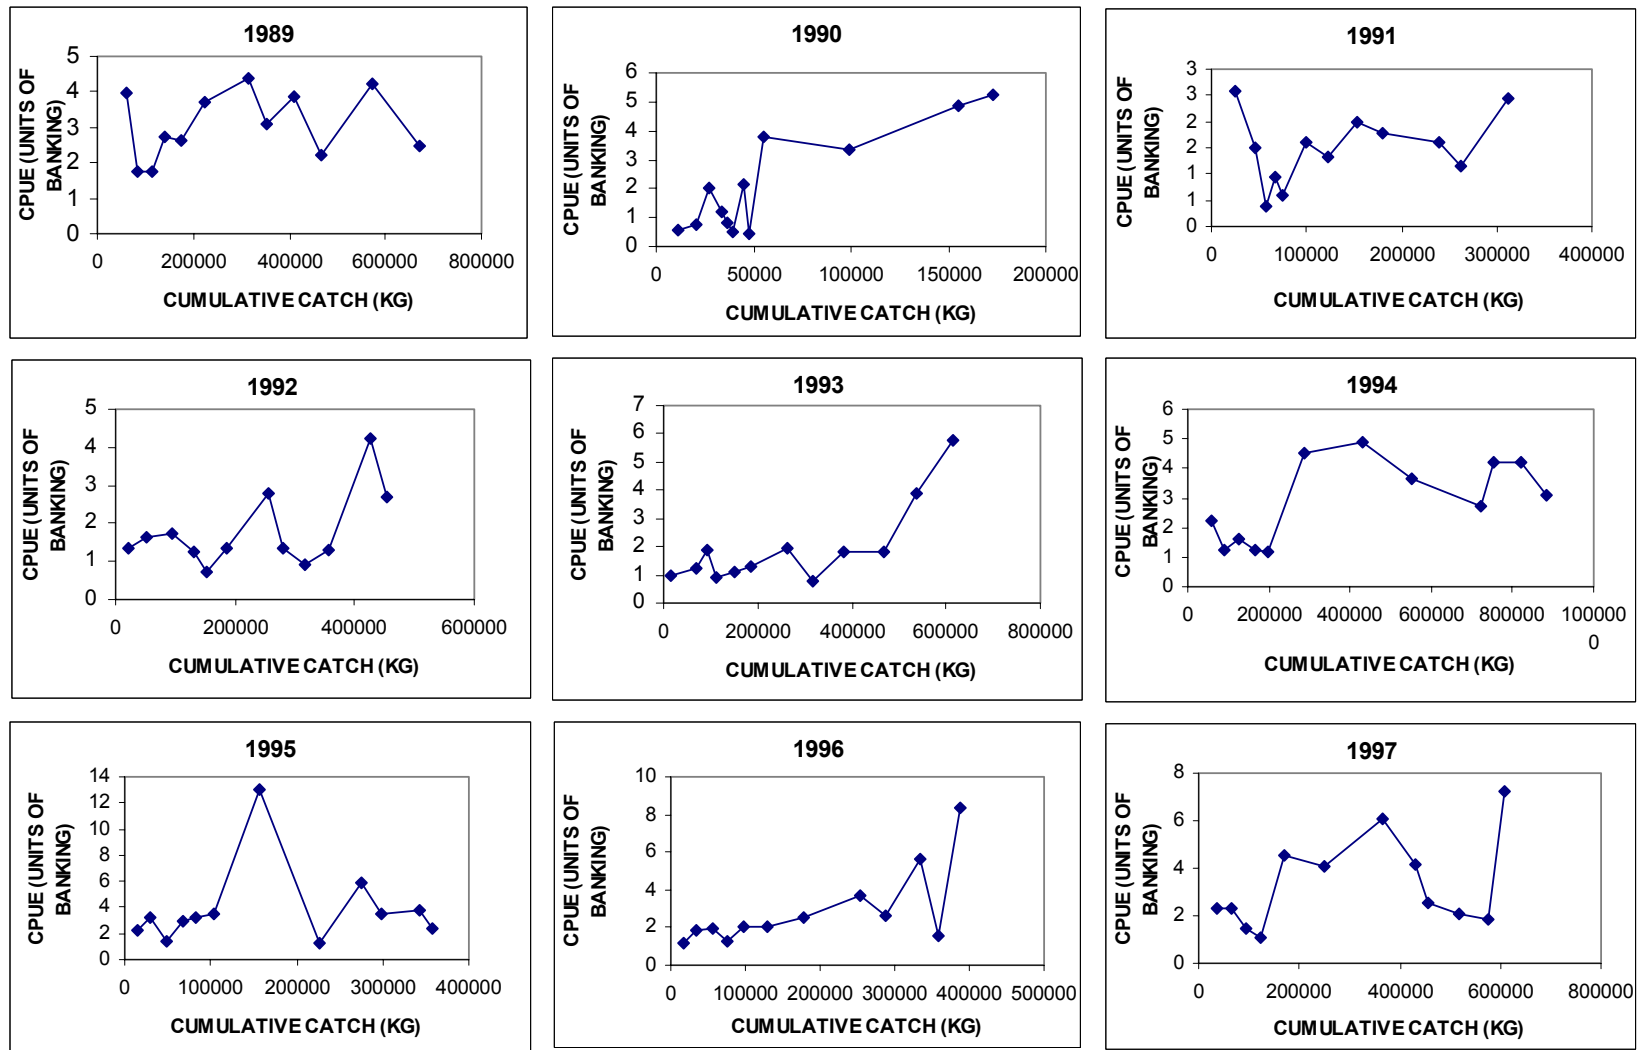 1989
CPUE (UNITS OF
BANKING)
5
4
3
2
1
0
0 200000 400000 600000 800000
CUMULATIVE CATCH (KG)
1990
CPUE (UNITS OF
BANKING)
6
5
4
3
2
1
0
0 50000 100000 150000 200000
CUMULATIVE CATCH (KG)
1991
CPUE (UNITS OF
BANKING)
3
3
2
2
1
1
0
0 100000 200000 300000 400000
CUMULATIVE CATCH (KG)
1992
CPUE (UNITS OF
BANKING)
5
4
3
2
1
0
0 200000 400000 600000
CUMULATIVE CATCH (KG)
1993
CPUE (UNITS OF
BANKING)
7
6
5
4
3
2
1
0
0 200000 400000 600000 800000
CUMULATIVE CATCH (KG)
1994
CPUE (UNITS OF
BANKING)
6
5
4
3
2
1
0
0 200000 400000 600000 800000 100000
0
CUMULATIVE CATCH (KG)
1995
CPUE (UNITS OF
BANKING)
14
12
10
8
6
4
2
0
0 100000 200000 300000 400000
CUMULATIVE CATCH (KG)
1996
CPUE (UNITS OF
BANKING)
10
8
6
4
2
0
0 100000 200000 300000 400000 500000
CUMULATIVE CATCH (KG)
1997
CPUE (UNITS OF
BANKING)
8
6
4
2
0
0 200000 400000 600000 800000
CUMULATIVE CATCH (KG)